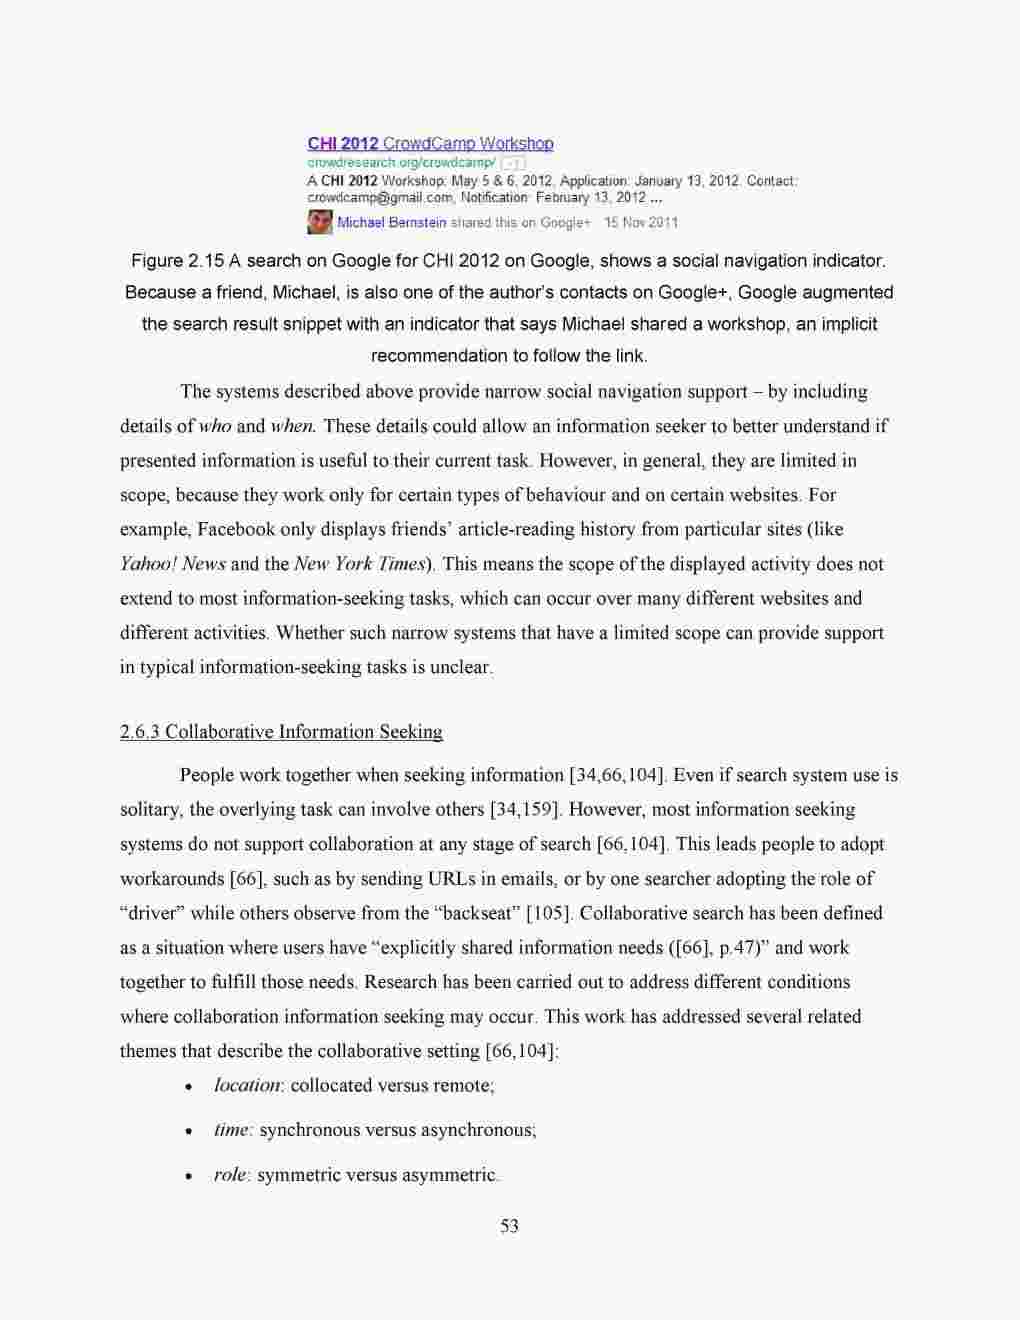 CHI 2012 CrowdCamp Workshop
crowdresearch.org/crowdcamp/ +1
A CHI 2012 Workshop; May 5 & 6, 2012. Application: January 13, 2012. Contact:
crowdcamp@gmail.com, Notification: February 13, 2012 ...
Michael Bernstein shared this on Google+ 15 Nov 2011
Figure 2.15 A search on Google for CHI 2012 on Google, shows a social navigation indicator.
Because a friend, Michael, is also one of the author's contacts on Google+, Google augmented
the search result snippet with an indicator that says Michael shared a workshop, an implicit
recommendation to follow the link.
The systems described above provide narrow social navigation support – by including
details of who and when. These details could allow an information seeker to better understand if
presented information is useful to their current task. However, in general, they are limited in
scope, because they work only for certain types of behaviour and on certain websites. For
example, Facebook only displays friends' article-reading history from particular sites (like
Yahoo! News and the New York Times). This means the scope of the displayed activity does not
extend to most information-seeking tasks, which can occur over many different websites and
different activities. Whether such narrow systems that have a limited scope can provide support
in typical information-seeking tasks is unclear.
2.6.3 Collaborative Information Seeking
People work together when seeking information [34,66,104]. Even if search system use is
solitary, the overlying task can involve others [34,159]. However, most information seeking
systems do not support collaboration at any stage of search [66,104]. This leads people to adopt
workarounds [66], such as by sending URLs in emails, or by one searcher adopting the role of
“driver” while others observe from the “backseat” [105]. Collaborative search has been defined
as a situation where users have “explicitly shared information needs ([66], p.47)” and work
together to fulfill those needs. Research has been carried out to address different conditions
where collaboration information seeking may occur. This work has addressed several related
themes that describe the collaborative setting [66,104]:
• location: collocated versus remote;
• time: synchronous versus asynchronous;
• role: symmetric versus asymmetric.
53